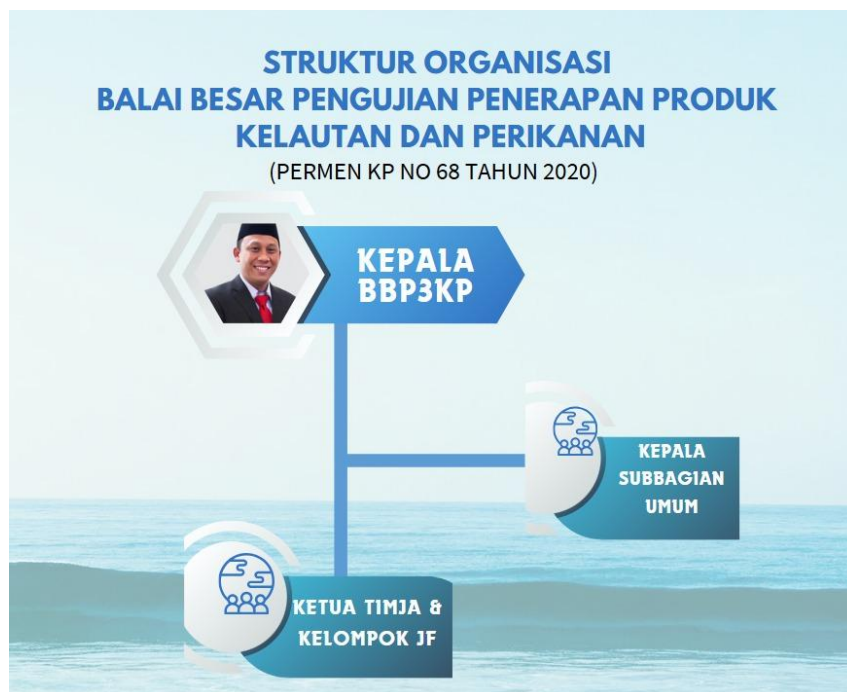 STRUKTUR ORGANISASI
BALAI BESAR PENGUJIAN PENERAPAN PRODUK
KELAUTAN DAN PERIKANAN
(PERMEN KP NO 68 TAHUN 2020)
KEPALA
BBP3KP
KEPALA
SUBBAGIAN
UMUM
KETUA TIMJA &
KELOMPOK JF